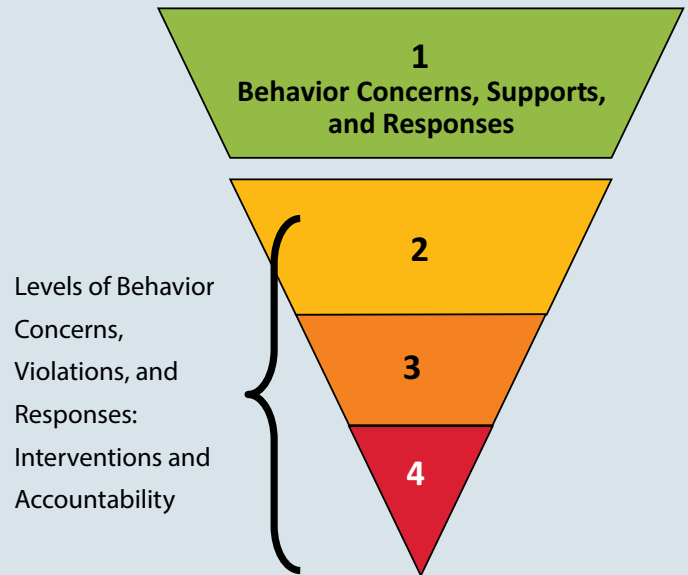 1
Behavior Concerns, Supports,
and Responses
2
3
4
Levels of Behavior
Concerns,
Violations, and
Responses:
Interventions and
Accountability